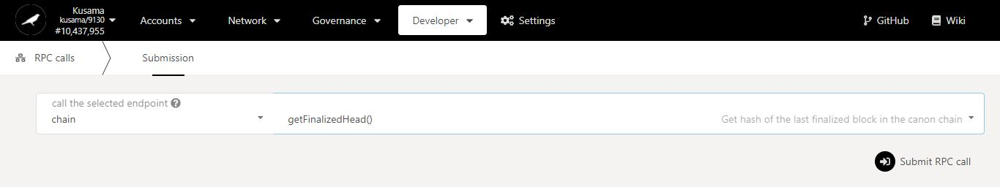 Kusama
kusama/9130
#10,437,955
Accounts
Network
Governance
Developer
Settings
GitHub
Wiki
RPC calls
Submission
call the selected endpoint
chain
getFinalizedHead()
Get hash of the last finalized block in the canon chain
Submit RPC call